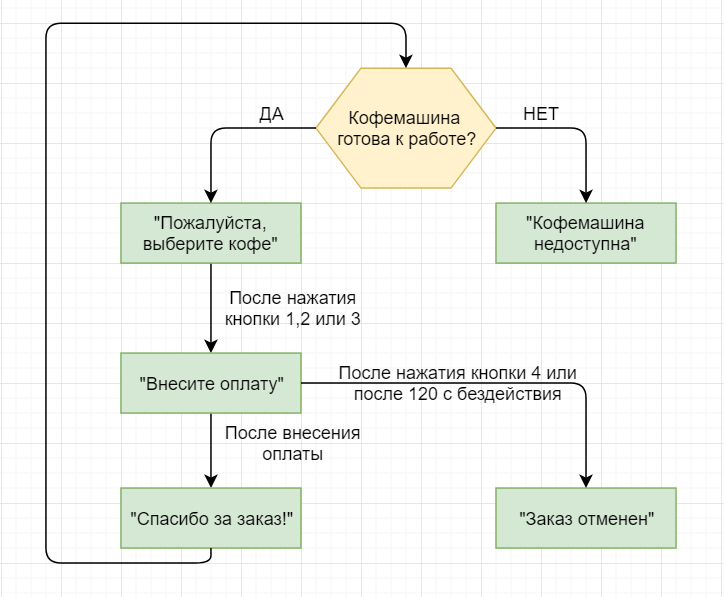 Кофемашина
готова к работе?
ДА
НЕТ
"Пожалуйста,
выберите кофе"
"Кофемашина
недоступна"
После нажатия
кнопки 1,2 или 3
"Внесите оплату"
После нажатия кнопки 4 или
после 120 с бездействия
После внесения
оплаты
"Спасибо за заказ!"
"Заказ отменен"